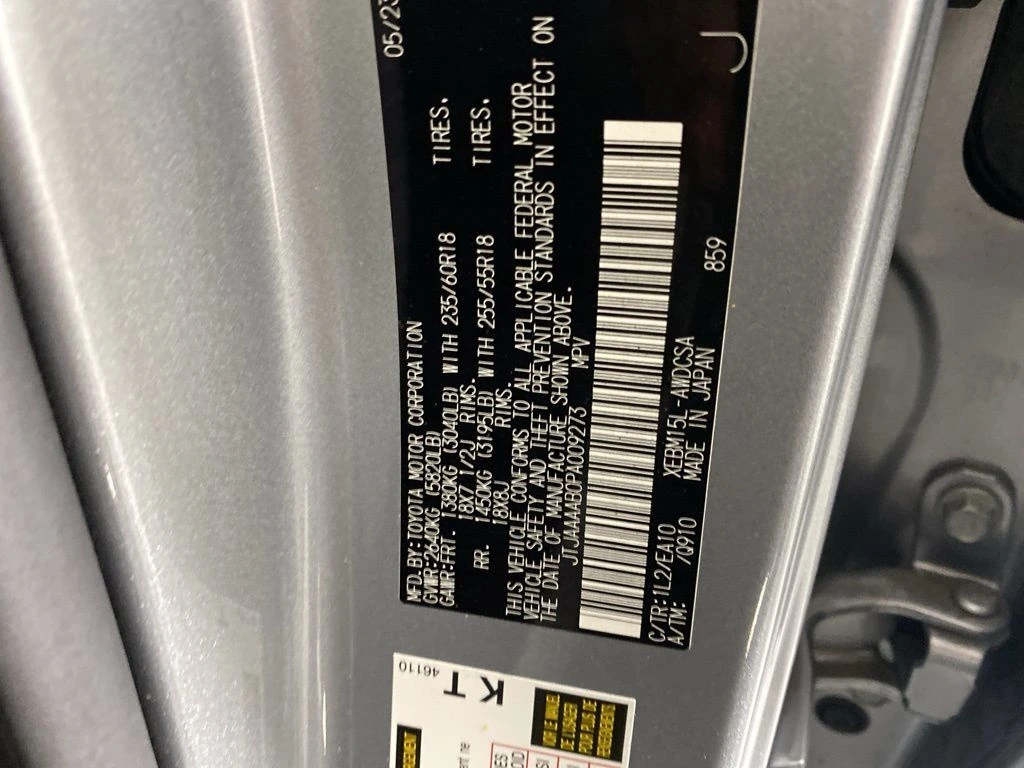 05/23
MFD.BY:TOYOTA MOTOR CORPORATION
GVWR:2640KG (5820LB)
GAWR:FRT. 1380KG (3040LB) WITH 235/60R18 TIRES.
18X7 1/2J RIMS.
RR. 1450KG (3195LB) WITH 255/55R18 TIRES.
18X8J RIMS.
THIS VEHICLE CONFORMS TO ALL APPLICABLE FEDERAL MOTOR
VEHICLE SAFETY AND THEFT PREVENTION STANDARDS IN EFFECT ON
THE DATE OF MANUFACTURE SHOWN ABOVE.
JTJAAAAB0PA009273 MPV
C/TR:1L2/EA10 XEBM15L-AWDCSA
A/TM: /Q910 MADE IN JAPAN 859
J
46110
KT